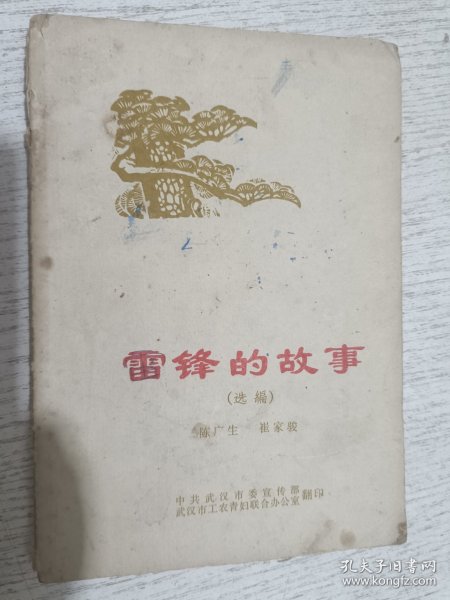 雷锋的故事
(选编)
陈广生 崔家骏
中共武汉市委宣传部
武汉市工农青妇联合办公室 翻印
孔夫子旧书网
www.kongfz.com